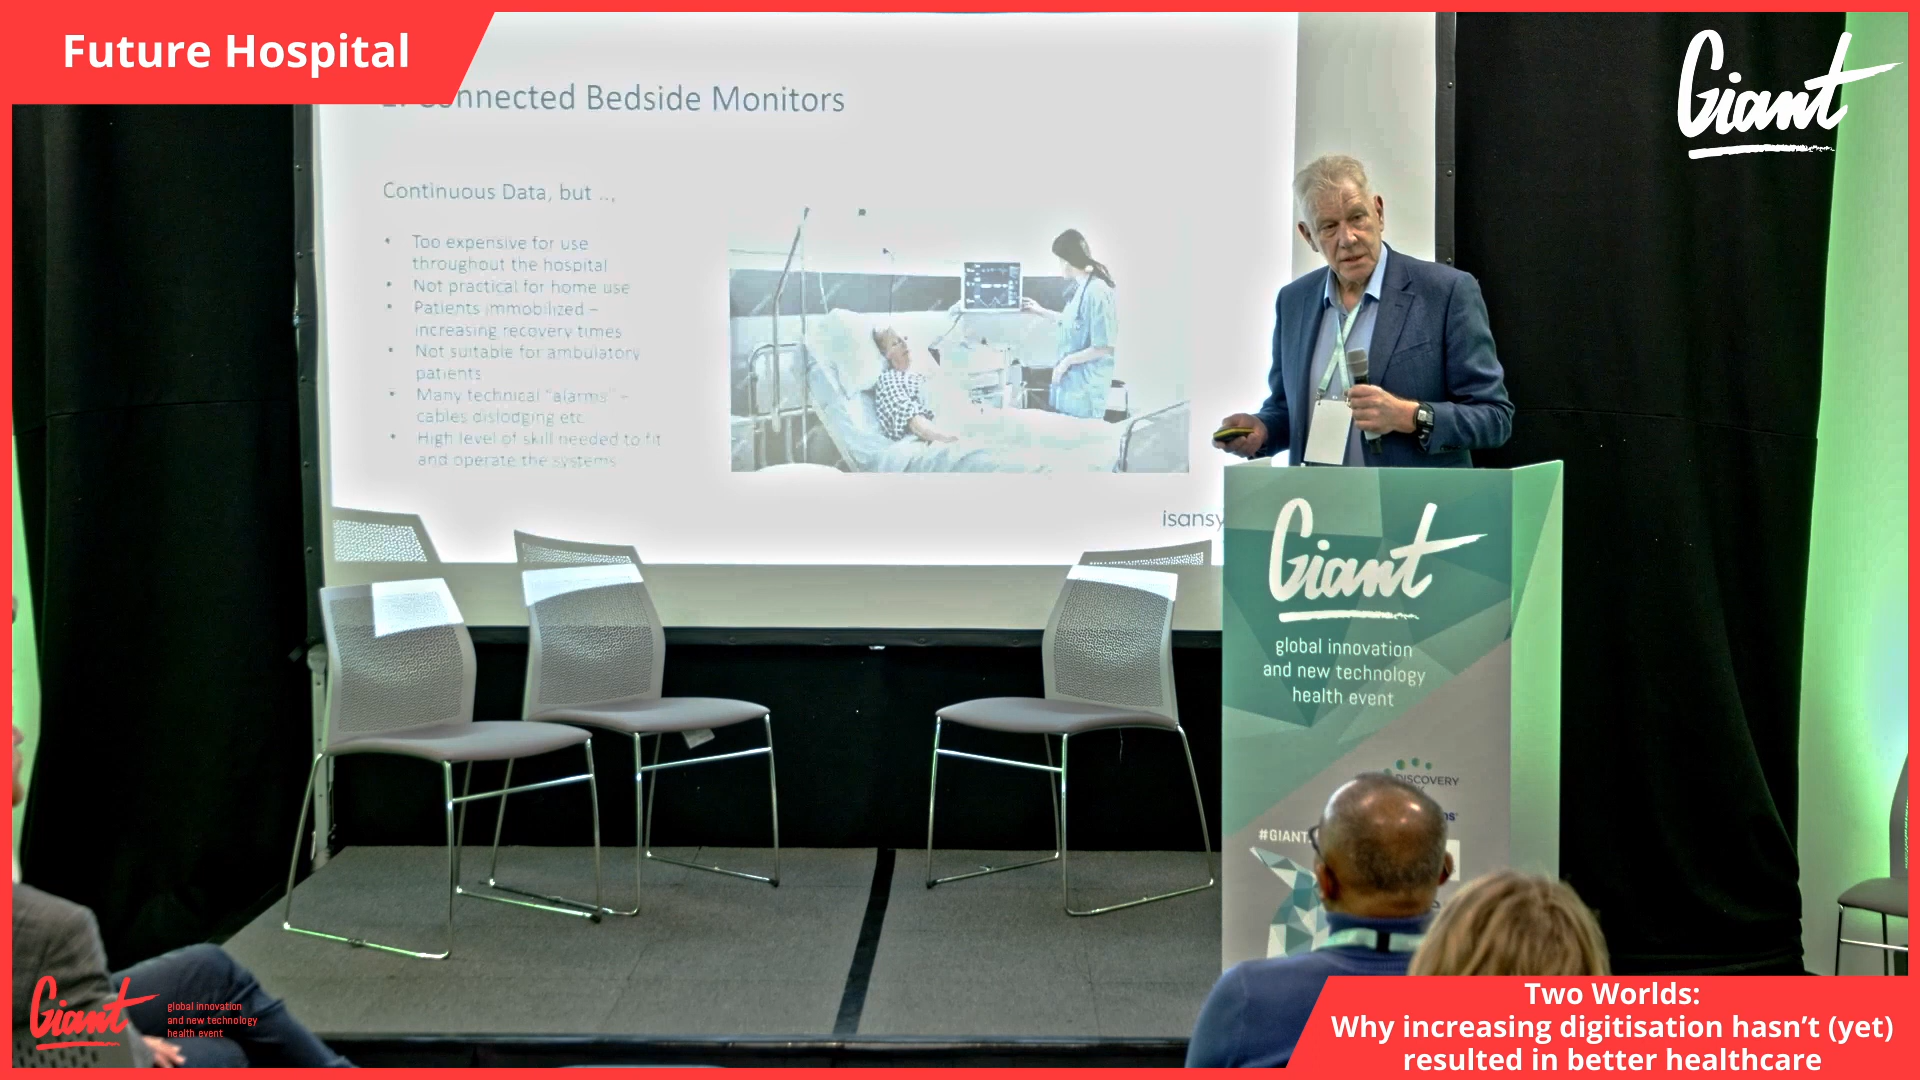 Future Hospital
Giant
Connected Bedside Monitors
Continuous Data, but ...
• Too expensive for use
throughout the hospital
• Not practical for home use
• Patients immobilized –
increasing recovery times
• Not suitable for ambulatory
patients
• Many technical "alarms" –
cables dislodging etc
• High level of skill needed to fit
and operate the systems
isansy
Giant
global innovation
and new technology
health event
DISCOVERY
#GIANT
Giant
global innovation
and new technology
health event
Two Worlds:
Why increasing digitisation hasn't (yet)
resulted in better healthcare